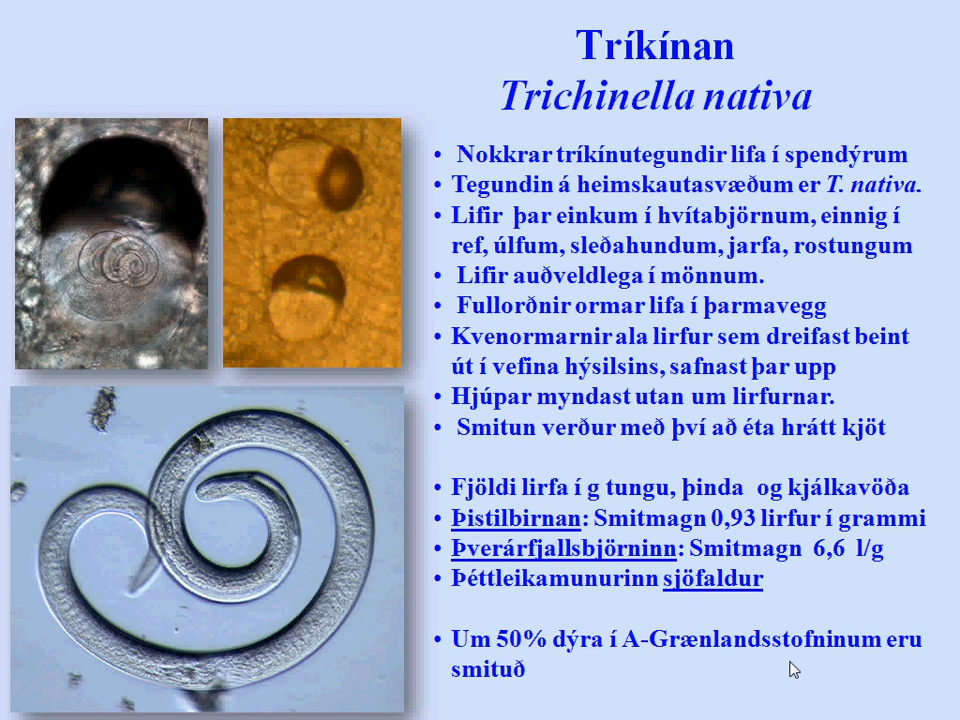 Tríkínan
Trichinella nativa
• Nokkrar tríkínutegundir lifa í spendýrum
• Tegundin á heimskautasvæðum er T. nativa.
• Lifir þar einkum í hvítabjörnum, einnig í
ref, úlfum, sleðahundum, jarfa, rostungum
• Lifir auðveldlega í mönnum.
• Fullorðnir ormar lifa í þarmavegg
• Kvenormarnir ala lirfur sem dreifast beint
út í vefina hýsilsins, safnast þar upp
• Hjúpar myndast utan um lirfurnar.
• Smitun verður með því að éta hrátt kjöt
• Fjöldi lirfa í g tungu, þinda og kjálkavöða
• Þistilbirnan: Smitmagn 0,93 lirfur í grammi
• Þverárfjallsbjörninn: Smitmagn 6,6 l/g
• Þéttleikamunurinn sjöfaldur
• Um 50% dýra í A-Grænlandsstofninum eru
smituð